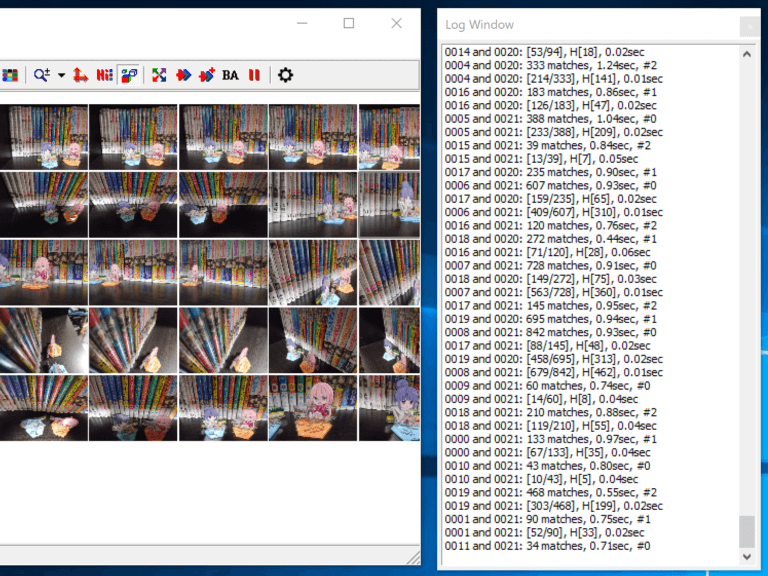 Log Window
BA
0014 and 0020: [53/94], H[18], 0.02sec
0004 and 0020: 333 matches, 1.24sec, #2
0004 and 0020: [214/333], H[141], 0.01sec
0016 and 0020: 183 matches, 0.86sec, #1
0016 and 0020: [126/183], H[47], 0.02sec
0005 and 0021: 388 matches, 1.04sec, #0
0005 and 0021: [233/388], H[209], 0.02sec
0015 and 0021: 39 matches, 0.84sec, #2
0015 and 0021: [13/39], H[7], 0.05sec
0017 and 0020: 235 matches, 0.90sec, #1
0006 and 0021: 607 matches, 0.93sec, #0
0017 and 0020: [159/235], H[65], 0.02sec
0006 and 0021: [409/607], H[310], 0.01sec
0016 and 0021: 120 matches, 0.76sec, #2
0018 and 0020: 272 matches, 0.44sec, #1
0016 and 0021: [71/120], H[28], 0.06sec
0007 and 0021: 728 matches, 0.91sec, #0
0018 and 0020: [149/272], H[75], 0.03sec
0007 and 0021: [563/728], H[360], 0.01sec
0017 and 0021: 145 matches, 0.95sec, #2
0019 and 0020: 695 matches, 0.94sec, #1
0008 and 0021: 842 matches, 0.93sec, #0
0017 and 0021: [88/145], H[48], 0.02sec
0019 and 0020: [458/695], H[313], 0.02sec
0008 and 0021: [679/842], H[462], 0.01sec
0009 and 0021: 60 matches, 0.74sec, #0
0009 and 0021: [14/60], H[8], 0.04sec
0018 and 0021: 210 matches, 0.88sec, #2
0018 and 0021: [119/210], H[55], 0.04sec
0000 and 0021: 133 matches, 0.97sec, #1
0000 and 0021: [67/133], H[35], 0.04sec
0010 and 0021: 43 matches, 0.80sec, #0
0010 and 0021: [10/43], H[5], 0.04sec
0019 and 0021: 468 matches, 0.55sec, #2
0019 and 0021: [303/468], H[199], 0.02sec
0001 and 0021: 90 matches, 0.75sec, #1
0001 and 0021: [52/90], H[33], 0.02sec
0011 and 0021: 34 matches, 0.71sec, #0